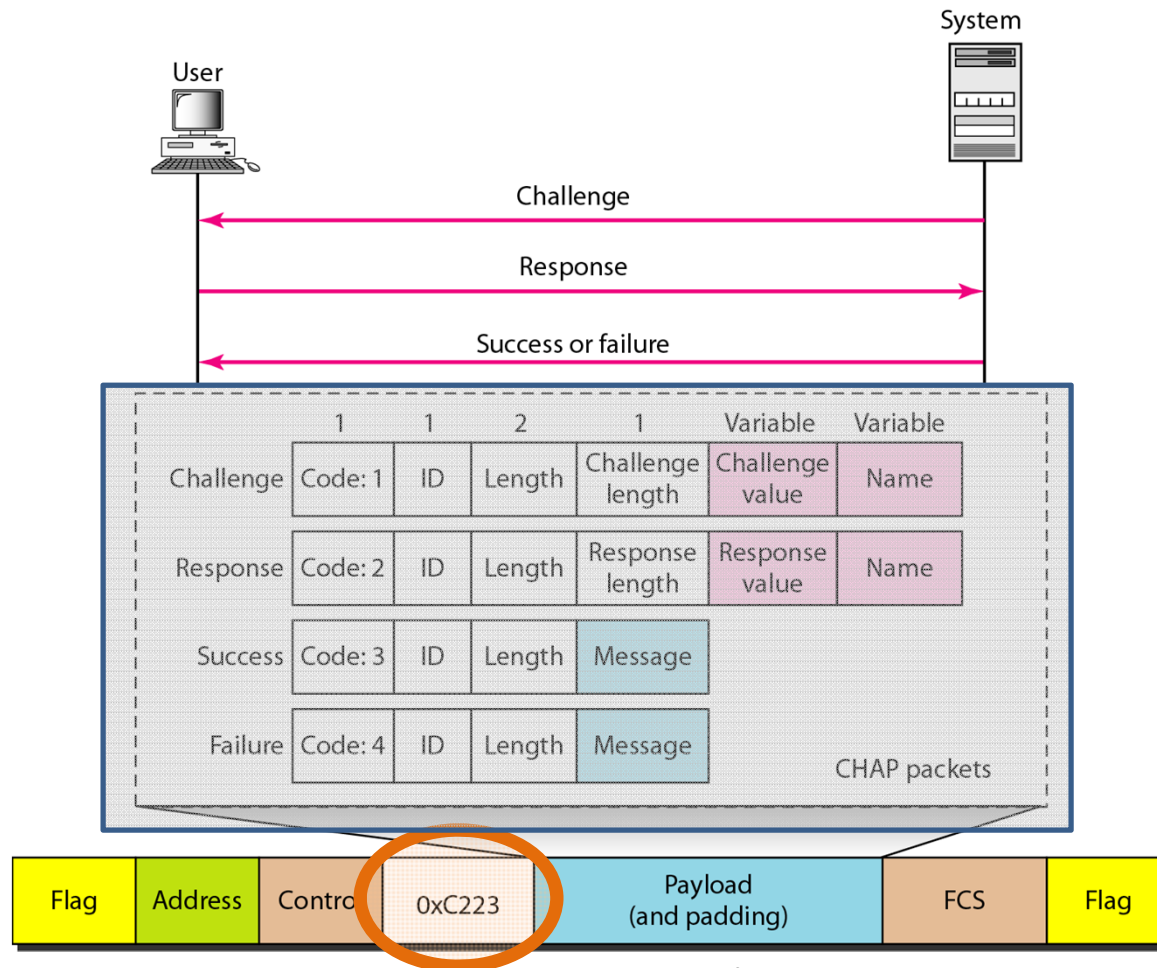 System
User
Challenge
Response
Success or failure
1 1 2 1 Variable Variable
Challenge Code: 1 ID Length Challenge length Challenge value Name
Response Code: 2 ID Length Response length Response value Name
Success Code: 3 ID Length Message
Failure Code: 4 ID Length Message
CHAP packets
Flag Address Contro 0xC223 Payload (and padding) FCS Flag